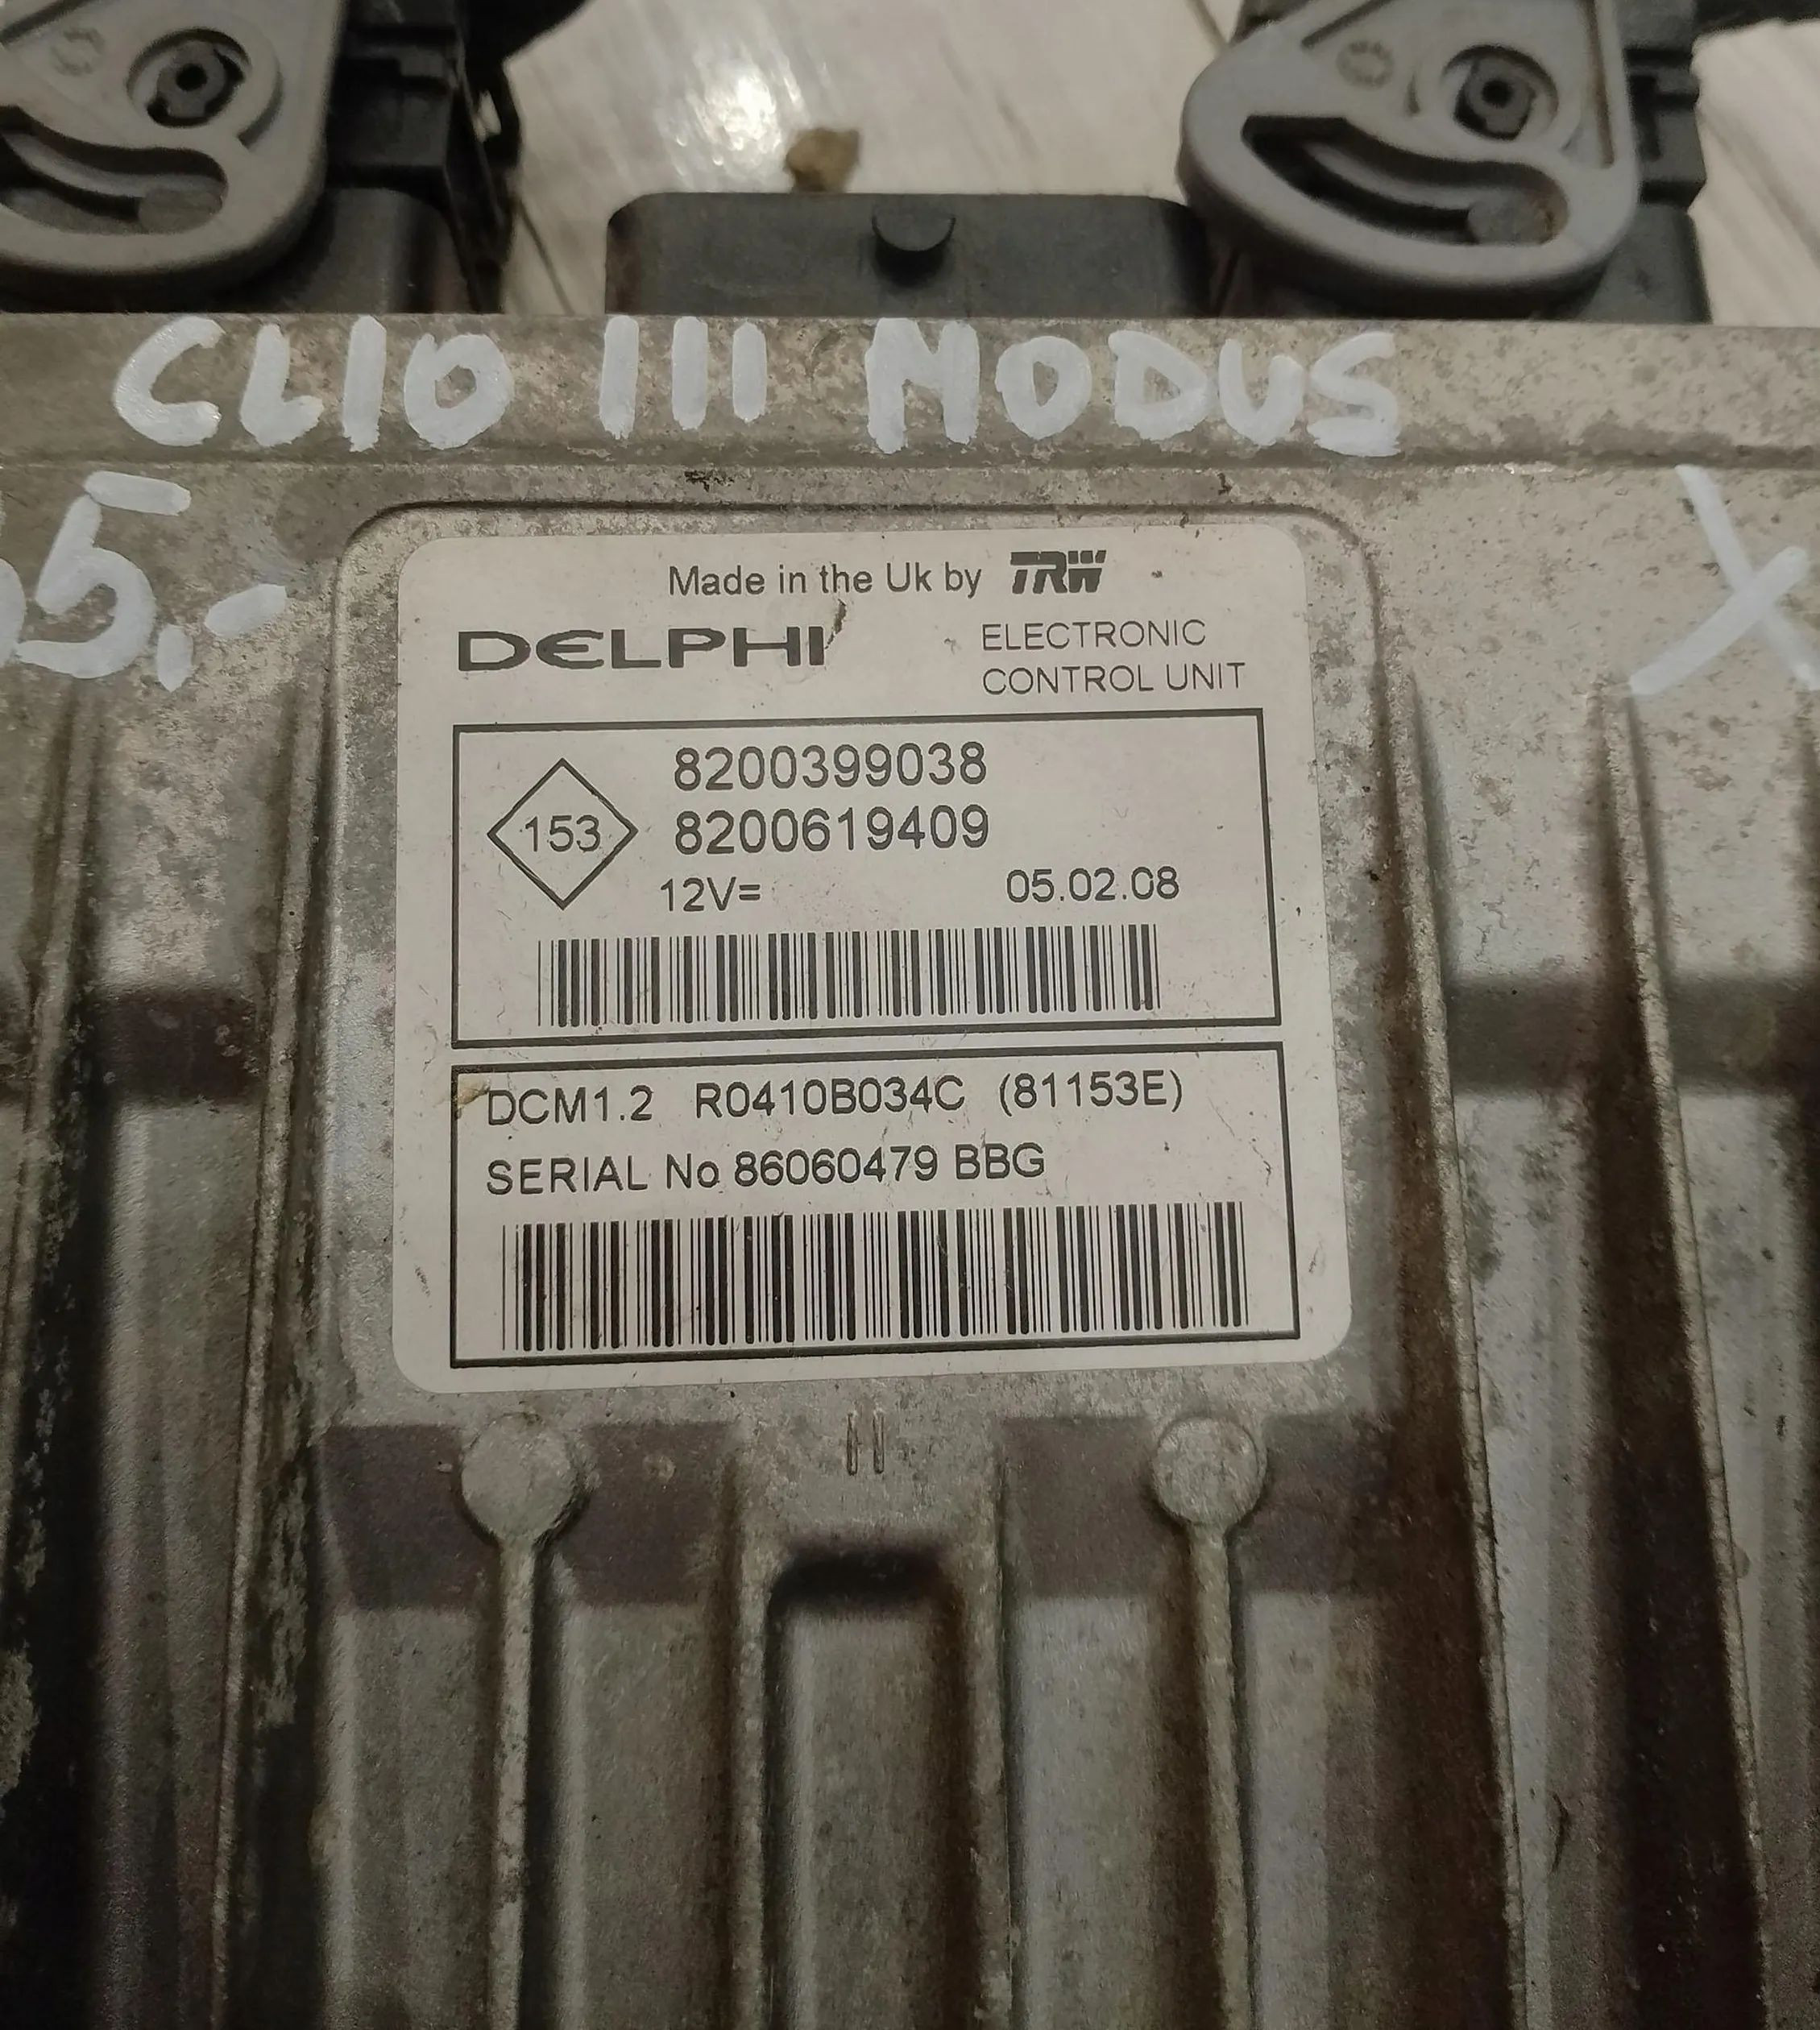 CLIO III MODUS
5,-
X
Made in the Uk by TRW
DELPHI
ELECTRONIC
CONTROL UNIT
153
8200399038
8200619409
12V= 05.02.08
DCM1.2 R0410B034C (81153E)
SERIAL No 86060479 BBG